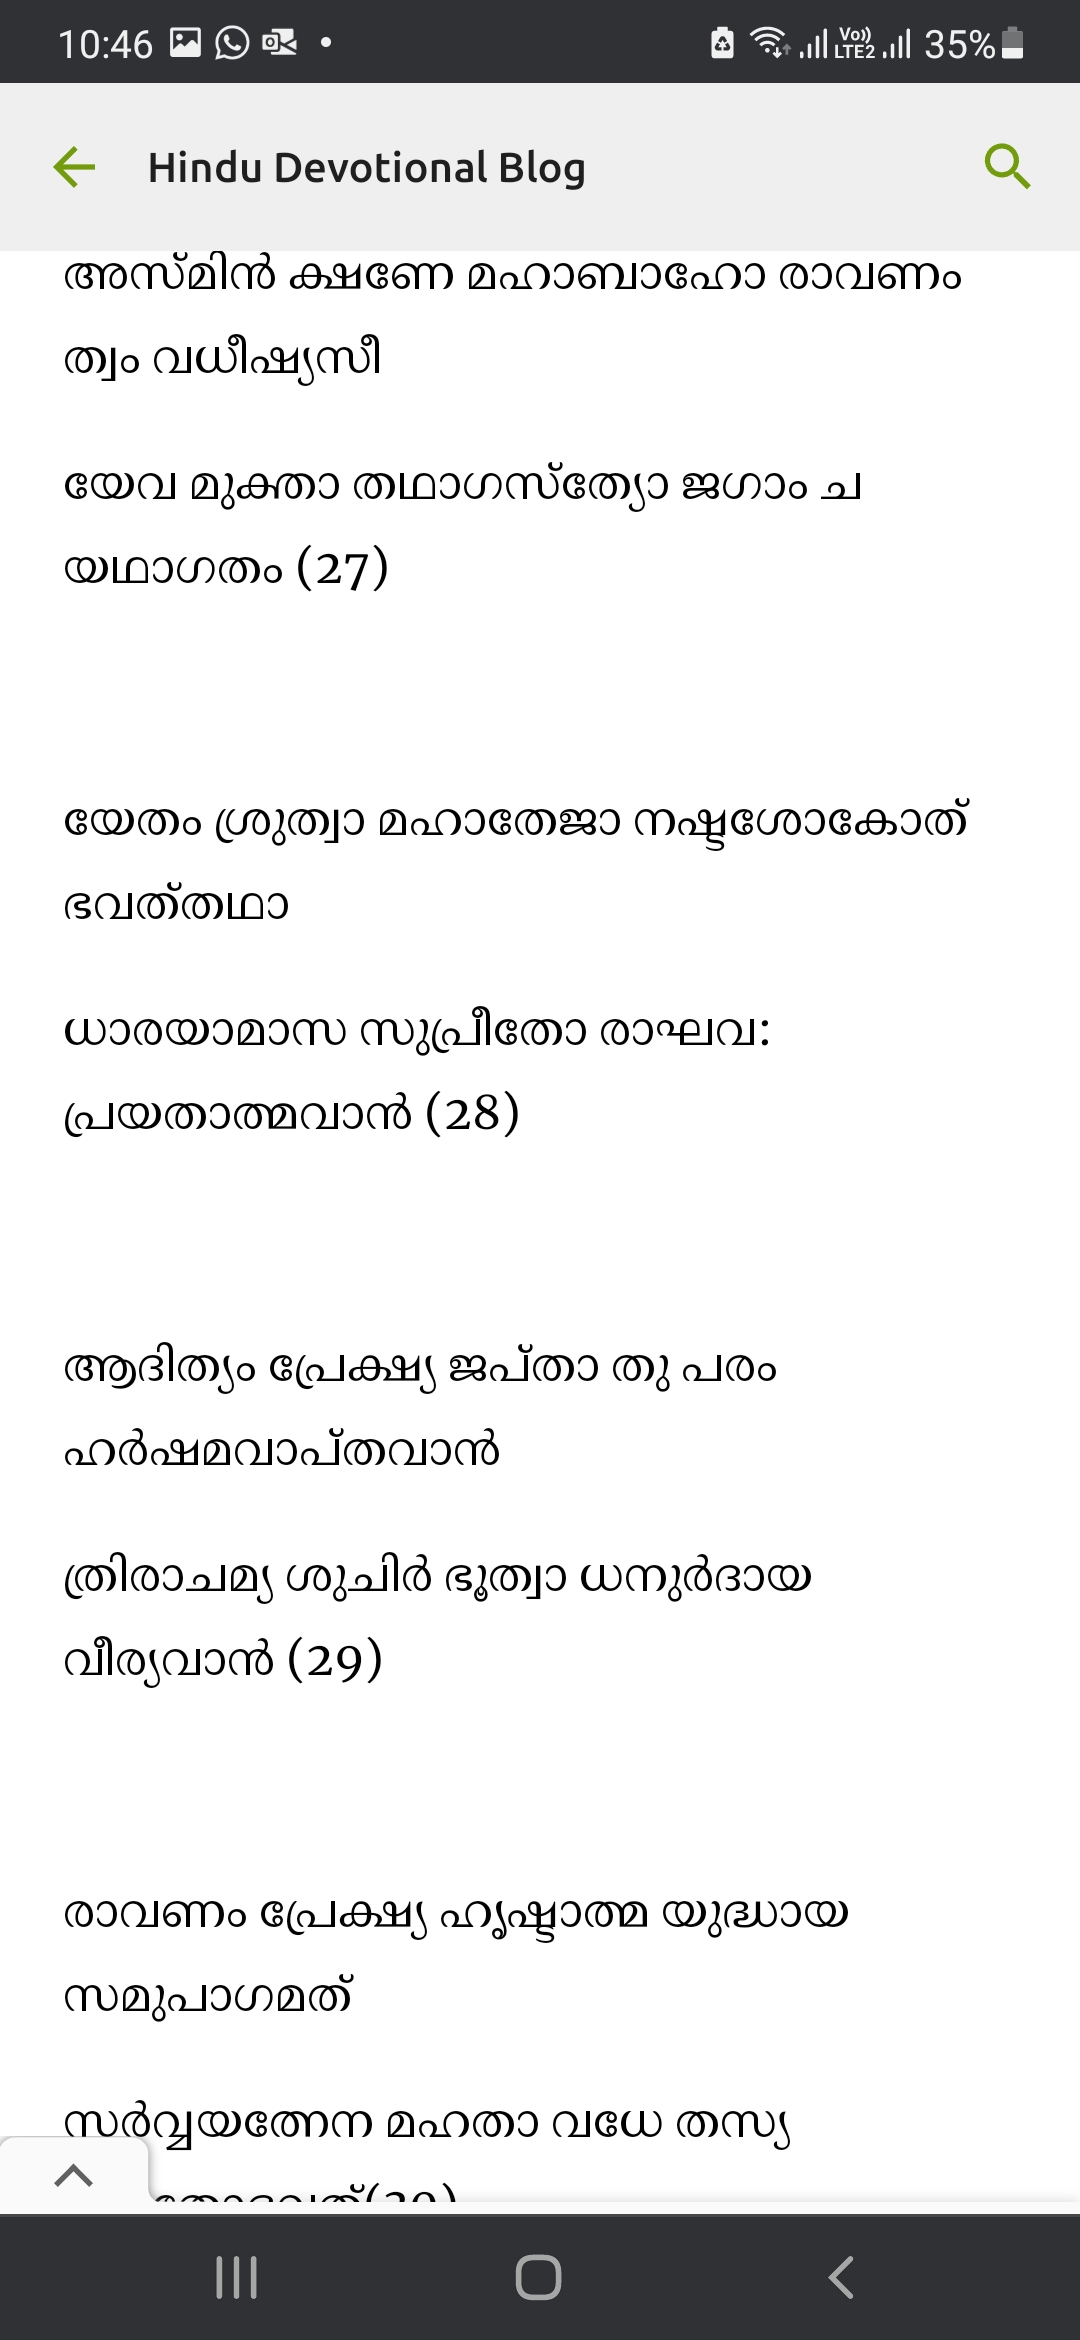 10:46 Vo)) LTE2 35%
Hindu Devotional Blog
അസ്മിൻ ക്ഷണേ മഹാബാഹോ രാവണം
ത്വം വധീഷ്യസീ
യേവ മുക്താ തഥാഗസ്ത്യോ ജഗാം ച
യഥാഗതം (27)
യേതം ശ്രുത്വാ മഹാതേജാ നഷ്ടശോകോത്
ഭവത്തഥാ
ധാരയാമാസ സുപ്രീതോ രാഘവ:
പ്രയതാത്മവാൻ (28)
ആദിത്യം പ്രേക്ഷ്യ ജപ്താ തു പരം
ഹർഷമവാപ്തവാൻ
ത്രിരാചമ്യ ശുചിർ ഭൂത്വാ ധനുർദായ
വീര്യവാൻ (29)
രാവണം പ്രേക്ഷ്യ ഹൃഷ്ടാത്മ യുദ്ധായ
സമുപാഗമത്
സർവ്വയത്നേന മഹതാ വധേ തസ്യ